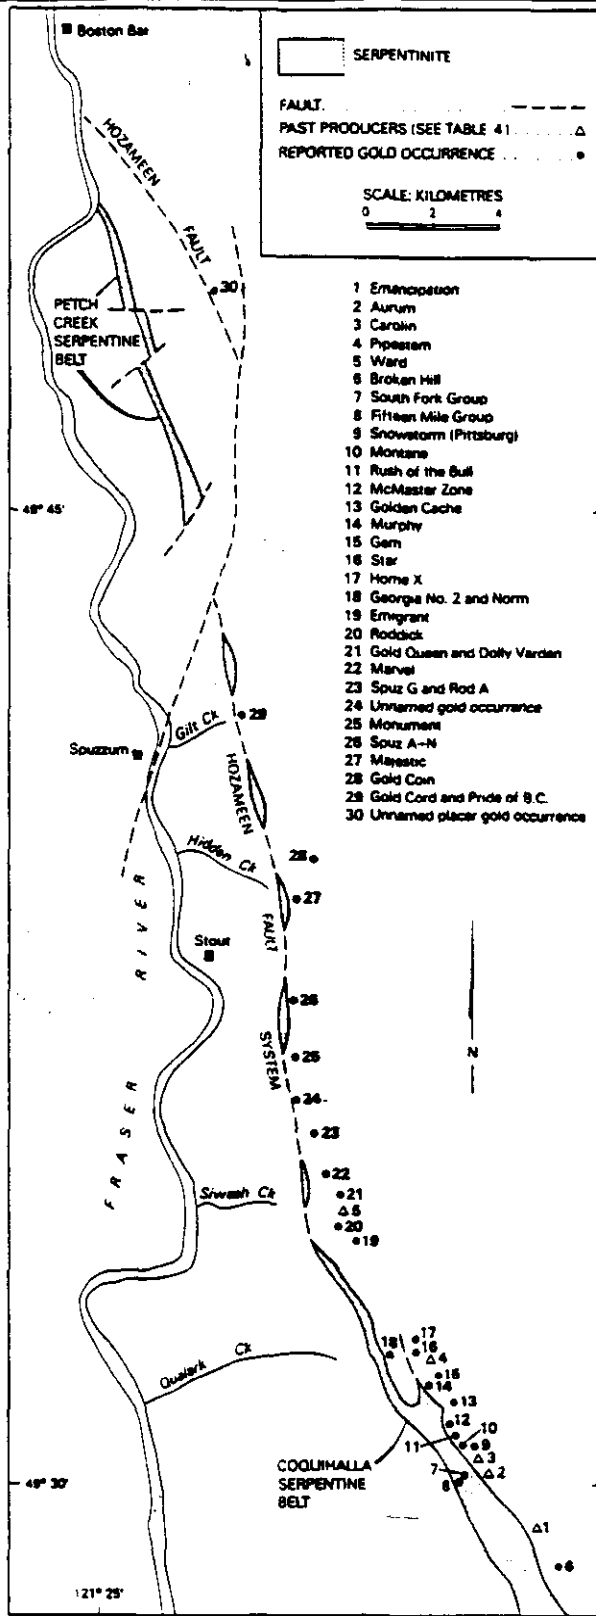 Boston Bar
SERPENTINITE
FAULT
PAST PRODUCERS (SEE TABLE 4)
REPORTED GOLD OCCURRENCE
SCALE: KILOMETRES
0 2 4
HOZAMEEN
FAULT
30
PETCH
CREEK
SERPENTINE
BELT
1 Emancipation
2 Aurum
3 Carolin
4 Pipestem
5 Ward
6 Broken Hill
7 South Fork Group
8 Fifteen Mile Group
9 Snowstorm (Pittsburg)
10 Montana
11 Rush of the Bull
12 McMaster Zone
13 Golden Cache
14 Murphy
15 Gem
16 Star
17 Home X
18 Georgia No. 2 and Norm
19 Emigrant
20 Roddick
21 Gold Queen and Dolly Varden
22 Marvel
23 Spuz G and Rod A
24 Unnamed gold occurrence
25 Monument
26 Spuz A–N
27 Majestic
28 Gold Coin
29 Gold Cord and Pride of B.C.
30 Unnamed placer gold occurrence
49° 45'
29
Gilt Ck
Spuzzum
HOZAMEEN
Hidden Ck
28
27
FAULT
RIVER
Stout
26
25
SYSTEM
24
N
23
FRASER
22
Siwash Ck
21
5
20
19
17
18
16
4
Qualark Ck
15
14
13
12
10
11
9
3
COQUIHALLA
SERPENTINE
BELT
7
2
8
49° 30'
1
6
121° 25'